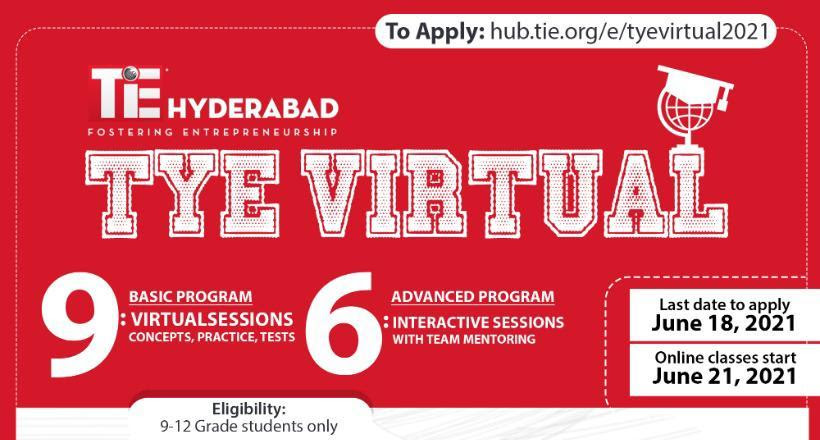 To Apply: hub.tie.org/e/tyevirtual2021
TiE HYDERABAD
FOSTERING ENTREPRENEURSHIP
TYE VIRTUAL
9 BASIC PROGRAM
: VIRTUALSESSIONS
CONCEPTS, PRACTICE, TESTS
6 ADVANCED PROGRAM
: INTERACTIVE SESSIONS
WITH TEAM MENTORING
Last date to apply
June 18, 2021
Online classes start
June 21, 2021
Eligibility:
9-12 Grade students only